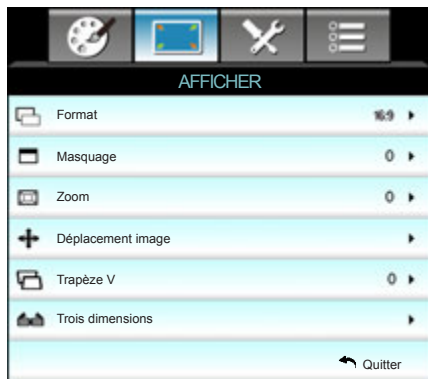 AFFICHER
Format 16:9
Masquage 0
Zoom 0
Déplacement image
Trapèze V 0
Trois dimensions
Quitter